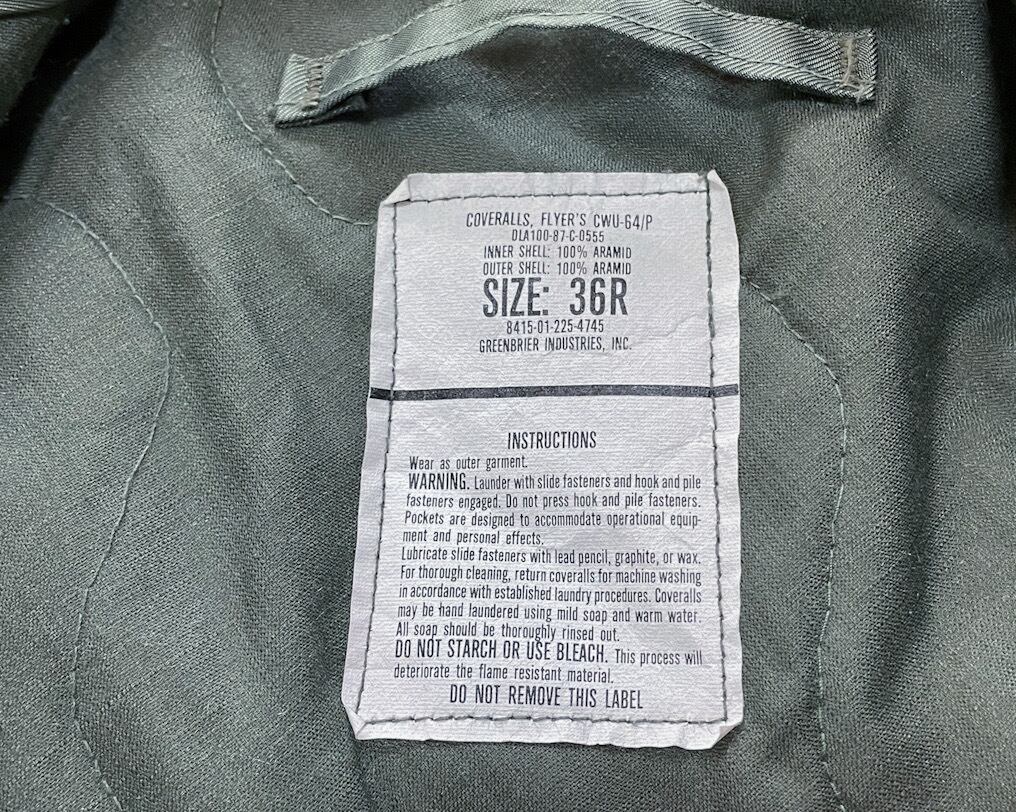 COVERALLS, FLYER'S CWU-64/P
DLA100-87-C-0555
INNER SHELL: 100% ARAMID
OUTER SHELL: 100% ARAMID
SIZE: 36R
8415-01-225-4745
GREENBRIER INDUSTRIES, INC.
INSTRUCTIONS
Wear as outer garment.
WARNING. Launder with slide fasteners and hook and pile
fasteners engaged. Do not press hook and pile fasteners.
Pockets are designed to accommodate operational equip-
ment and personal effects.
Lubricate slide fasteners with lead pencil, graphite, or wax.
For thorough cleaning, return coveralls for machine washing
in accordance with established laundry procedures. Coveralls
may be hand laundered using mild soap and warm water.
All soap should be thoroughly rinsed out.
DO NOT STARCH OR USE BLEACH. This process will
deteriorate the flame resistant material.
DO NOT REMOVE THIS LABEL